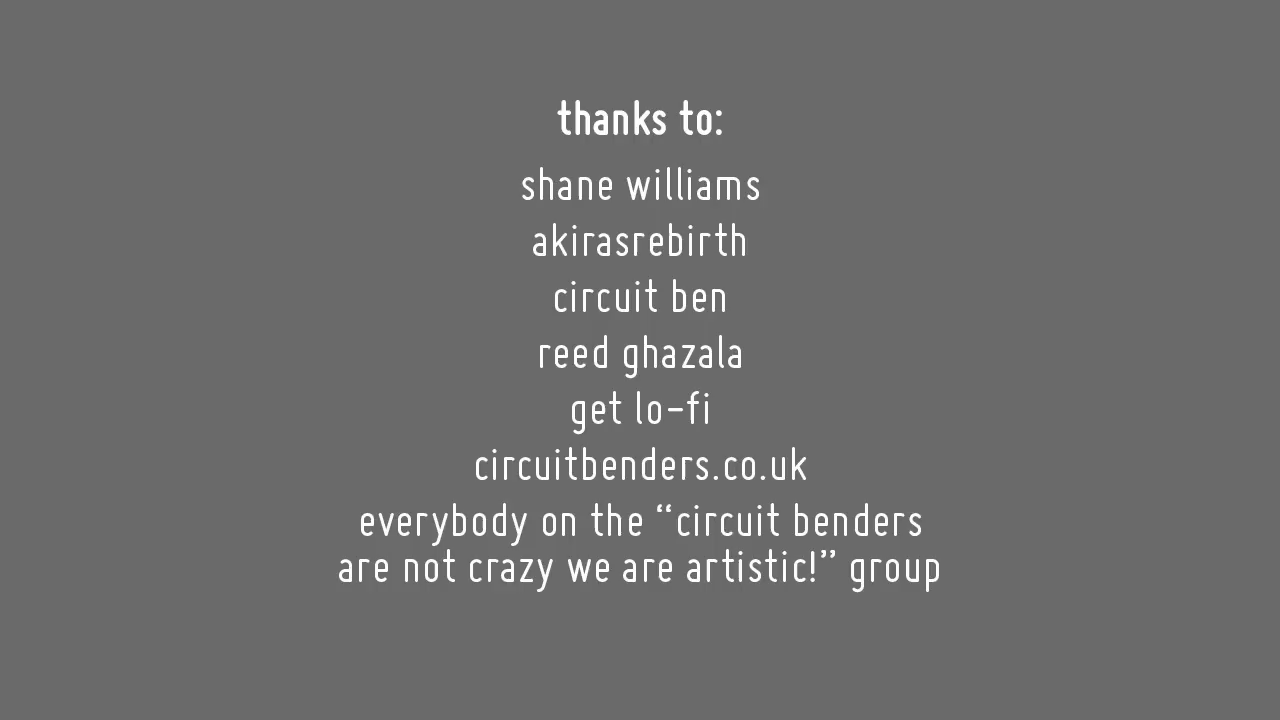 thanks to:
shane williams
akirasrebirth
circuit ben
reed ghazala
get lo-fi
circuitbenders.co.uk
everybody on the “circuit benders
are not crazy we are artistic!” group